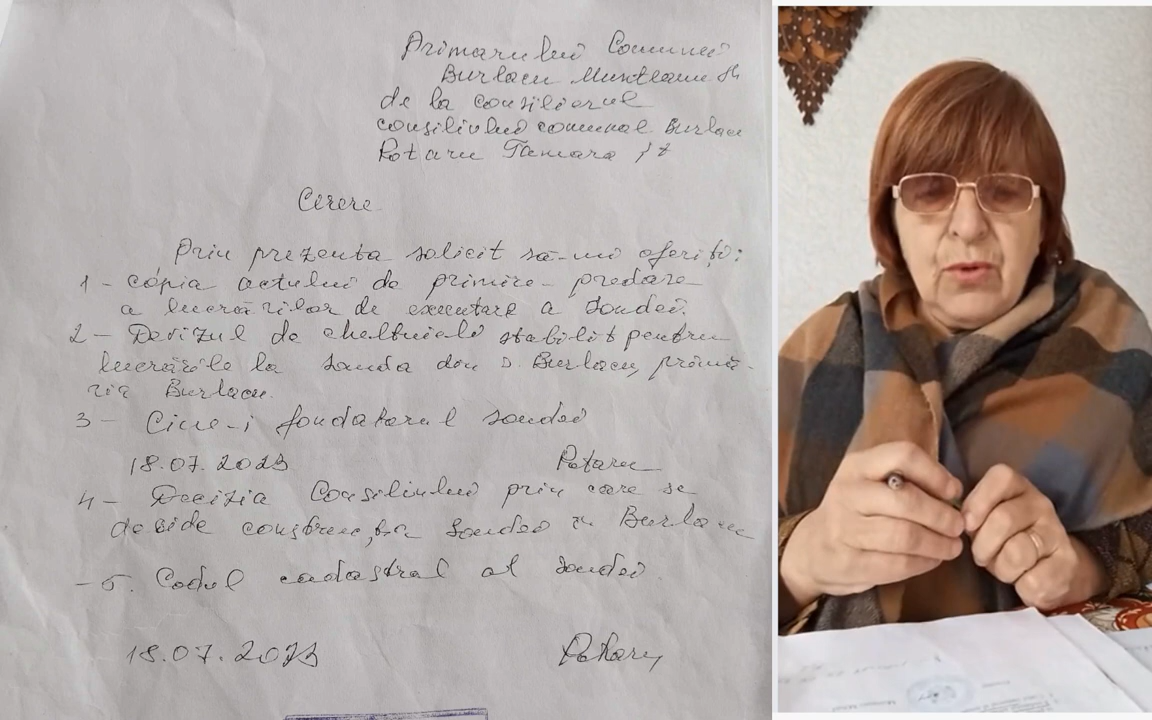 Primarului Comunei
Burlacu Munteanu Gh
de la consilierul
consiliului comunal Burlacu
Rotaru Tamara
Cerere
Prin prezenta solicit să-mi oferiți:
1 - copia actului de primire - predare
a lucrărilor de executare a sondei.
2 - Devizul de cheltuieli stabilit pentru
lucrările la sonda din s. Burlacu, primă-
ria Burlacu.
3 - Cine-i fondatorul sondei
18.07.2023 Rotaru
4 - Decizia Consiliului prin care se
decide construcția sondei în Burlacu
- 5. Codul cadastral al sondei
18.07.2023 Rotaru